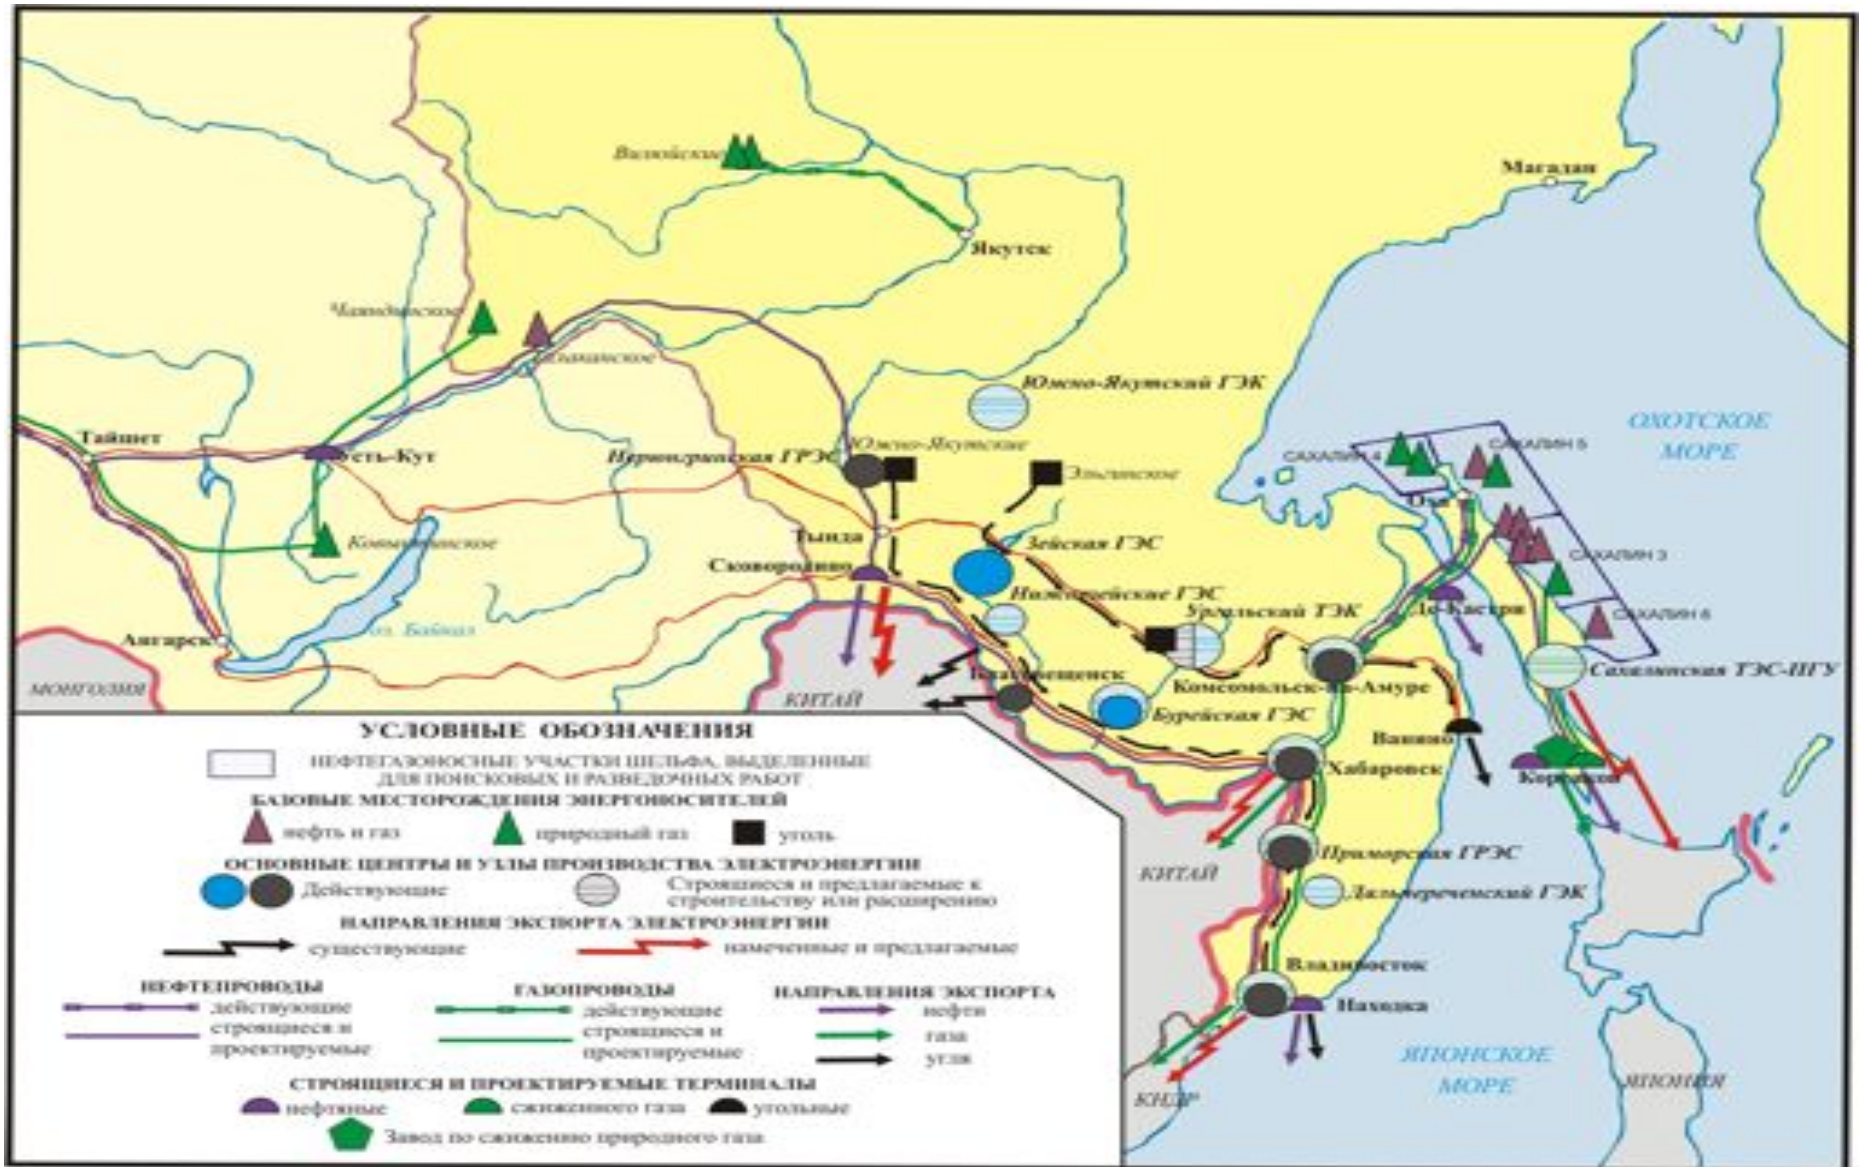 Магадан
Вилюйские
Якутск
Чаяндинское
Талаканское
Южно-Якутский ГЭК
ОХОТСКОЕ
МОРЕ
Тайшет
Усть-Кут
Южно-Якутские
Нерюнгринская ГРЭС
Эльгинское
САХАЛИН 4
САХАЛИН 5
Оха
Ковыктинское
Тында
Зейская ГЭС
САХАЛИН 3
Сковородино
Нижнезейские ГЭС
Ургальский ТЭК
Де-Кастри
САХАЛИН 6
Ангарск
оз. Байкал
Благовещенск
Комсомольск-на-Амуре
Сахалинская ТЭС-ПГУ
МОНГОЛИЯ
КИТАЙ
Бурейская ГЭС
Ванино
Хабаровск
Корсаков
Приморская ГРЭС
КИТАЙ
Дальнереченский ГЭК
Владивосток
Находка
ЯПОНСКОЕ
МОРЕ
ЯПОНИЯ
КНДР
УСЛОВНЫЕ ОБОЗНАЧЕНИЯ
НЕФТЕГАЗОНОСНЫЕ УЧАСТКИ ШЕЛЬФА, ВЫДЕЛЕННЫЕ
ДЛЯ ПОИСКОВЫХ И РАЗВЕДОЧНЫХ РАБОТ
БАЗОВЫЕ МЕСТОРОЖДЕНИЯ ЭНЕРГОНОСИТЕЛЕЙ
нефть и газ
природный газ
уголь
ОСНОВНЫЕ ЦЕНТРЫ И УЗЛЫ ПРОИЗВОДСТВА ЭЛЕКТРОЭНЕРГИИ
Действующие
Строящиеся и предлагаемые к
строительству или расширению
НАПРАВЛЕНИЯ ЭКСПОРТА ЭЛЕКТРОЭНЕРГИИ
существующие
намеченные и предлагаемые
НЕФТЕПРОВОДЫ
действующие
строящиеся и
проектируемые
ГАЗОПРОВОДЫ
действующие
строящиеся и
проектируемые
НАПРАВЛЕНИЯ ЭКСПОРТА
нефти
газа
угля
СТРОЯЩИЕСЯ И ПРОЕКТИРУЕМЫЕ ТЕРМИНАЛЫ
нефтяные
сжиженного газа
угольные
Завод по сжижению природного газа